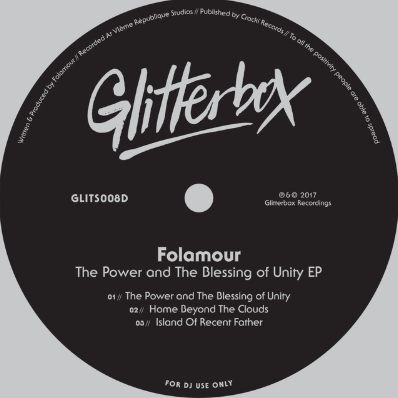 Written & Produced by Folamour // Recorded At VIème République Studios // Published by Cracki Records // To all the positivity people are able to spread
Glitterbox
GLITS008D
℗ & © 2017
Glitterbox Recordings
Folamour
The Power and The Blessing of Unity EP
01 // The Power and The Blessing of Unity
02 // Home Beyond The Clouds
03 // Island Of Recent Father
FOR DJ USE ONLY